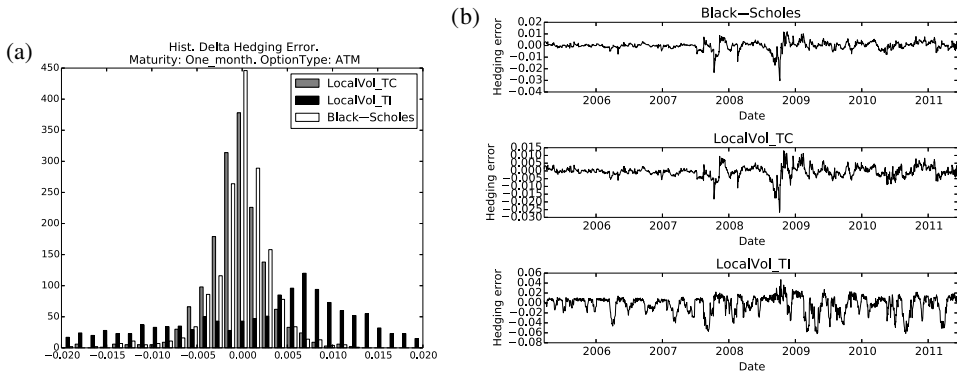 (a)
Hist. Delta Hedging Error.
Maturity: One_month. OptionType: ATM
450
400
350
300
250
200
150
100
50
0
−0.020 −0.015 −0.010 −0.005 0.000 0.005 0.010 0.015 0.020
LocalVol_TC
LocalVol_TI
Black−Scholes
(b)
Black−Scholes
Hedging error
0.02
0.01
0.00
−0.01
−0.02
−0.03
−0.04
2006 2007 2008 2009 2010 2011
Date
LocalVol_TC
Hedging error
0.015
0.010
0.005
0.000
−0.005
−0.010
−0.015
−0.020
−0.025
−0.030
2006 2007 2008 2009 2010 2011
Date
LocalVol_TI
Hedging error
0.06
0.04
0.02
0.00
−0.02
−0.04
−0.06
−0.08
2006 2007 2008 2009 2010 2011
Date